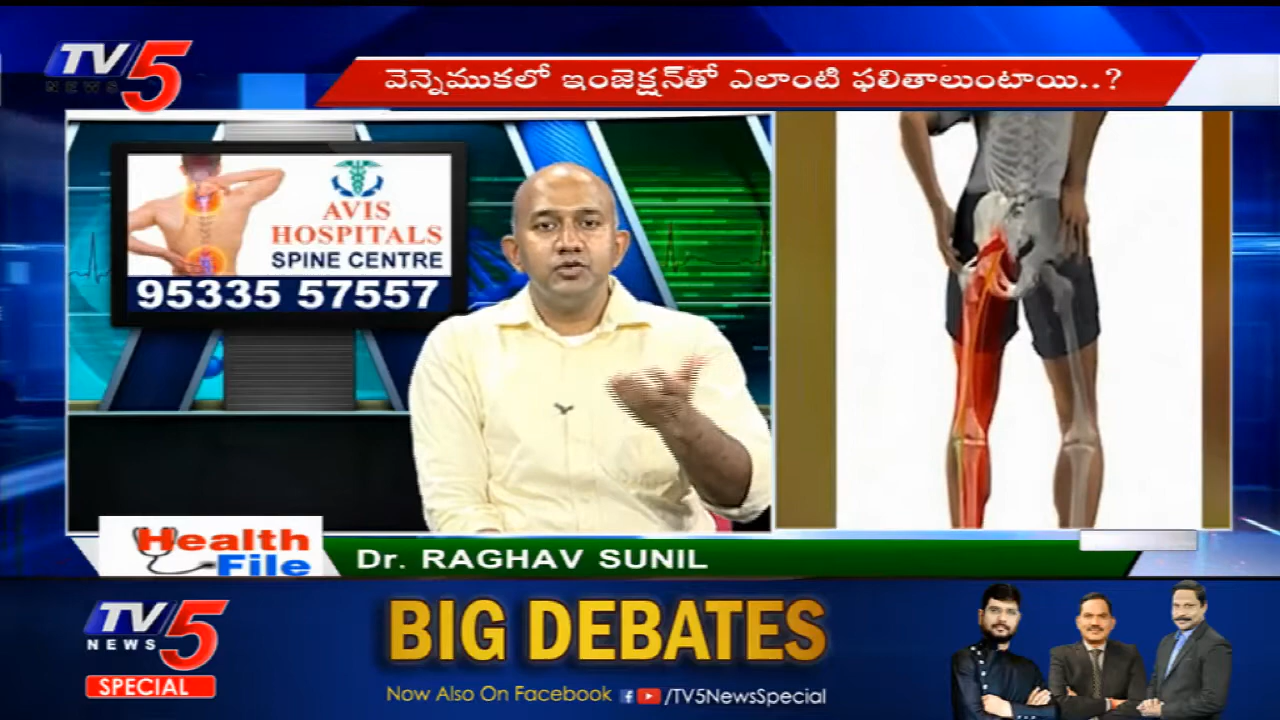 TV5
NEWS
వెన్నెముకలో ఇంజెక్షన్‌తో ఎలాంటి ఫలితాలుంటాయి..?
AVIS
HOSPITALS
SPINE CENTRE
95335 57557
Health
File
Dr. RAGHAV SUNIL
TV5
NEWS
SPECIAL
BIG DEBATES
Now Also On Facebook /TV5NewsSpecial